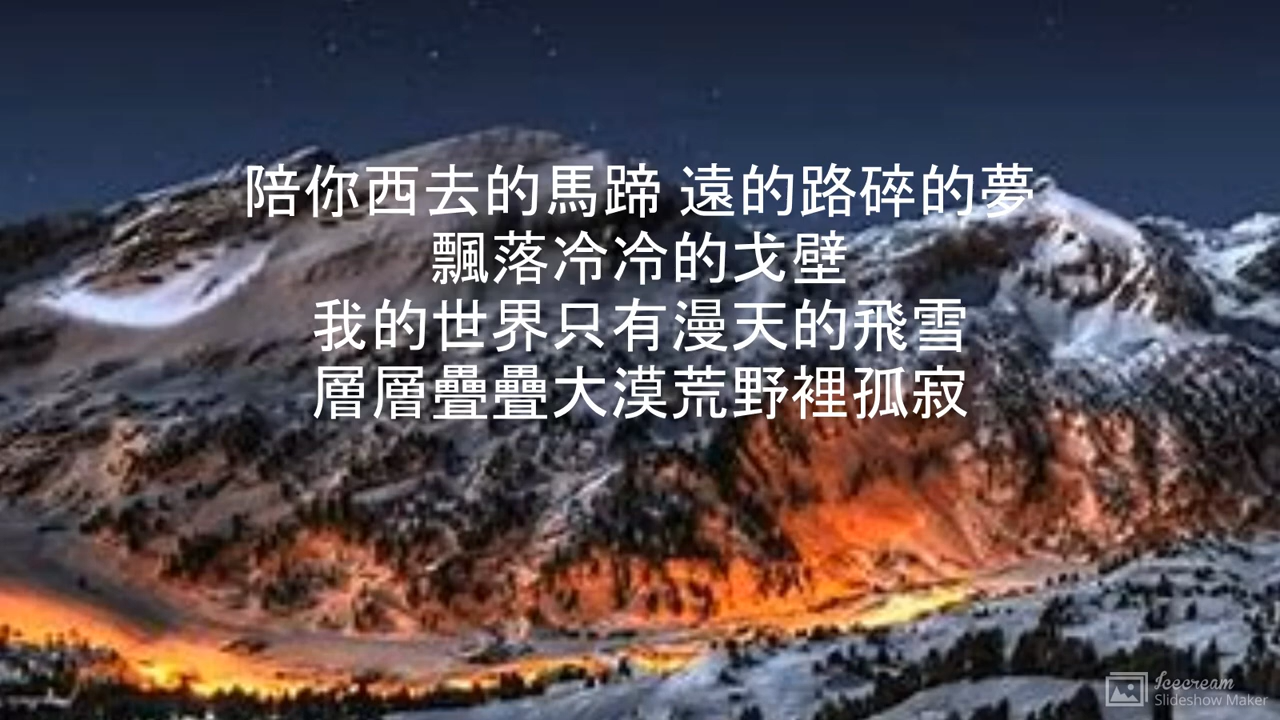 陪你西去的馬蹄 遠的路碎的夢
飄落冷冷的戈壁
我的世界只有漫天的飛雪
層層疊疊大漠荒野裡孤寂
Icecream
Slideshow Maker